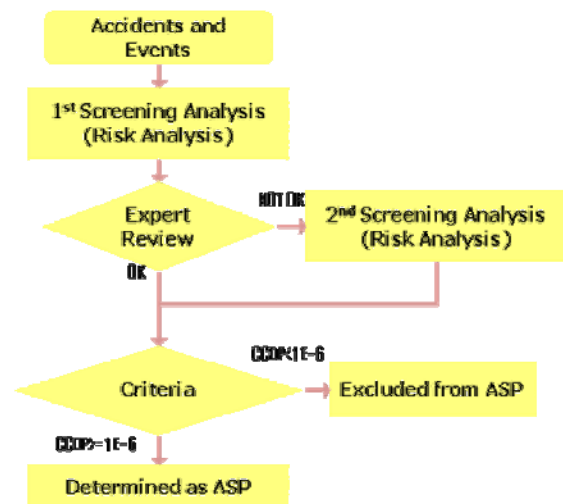 Accidents and
Events
1st Screening Analysis
(Risk Analysis)
Expert
Review
NOT OK
2nd Screening Analysis
(Risk Analysis)
OK
CCDP<1E-6
Criteria
Excluded from ASP
CCDP>=1E-6
Determined as ASP